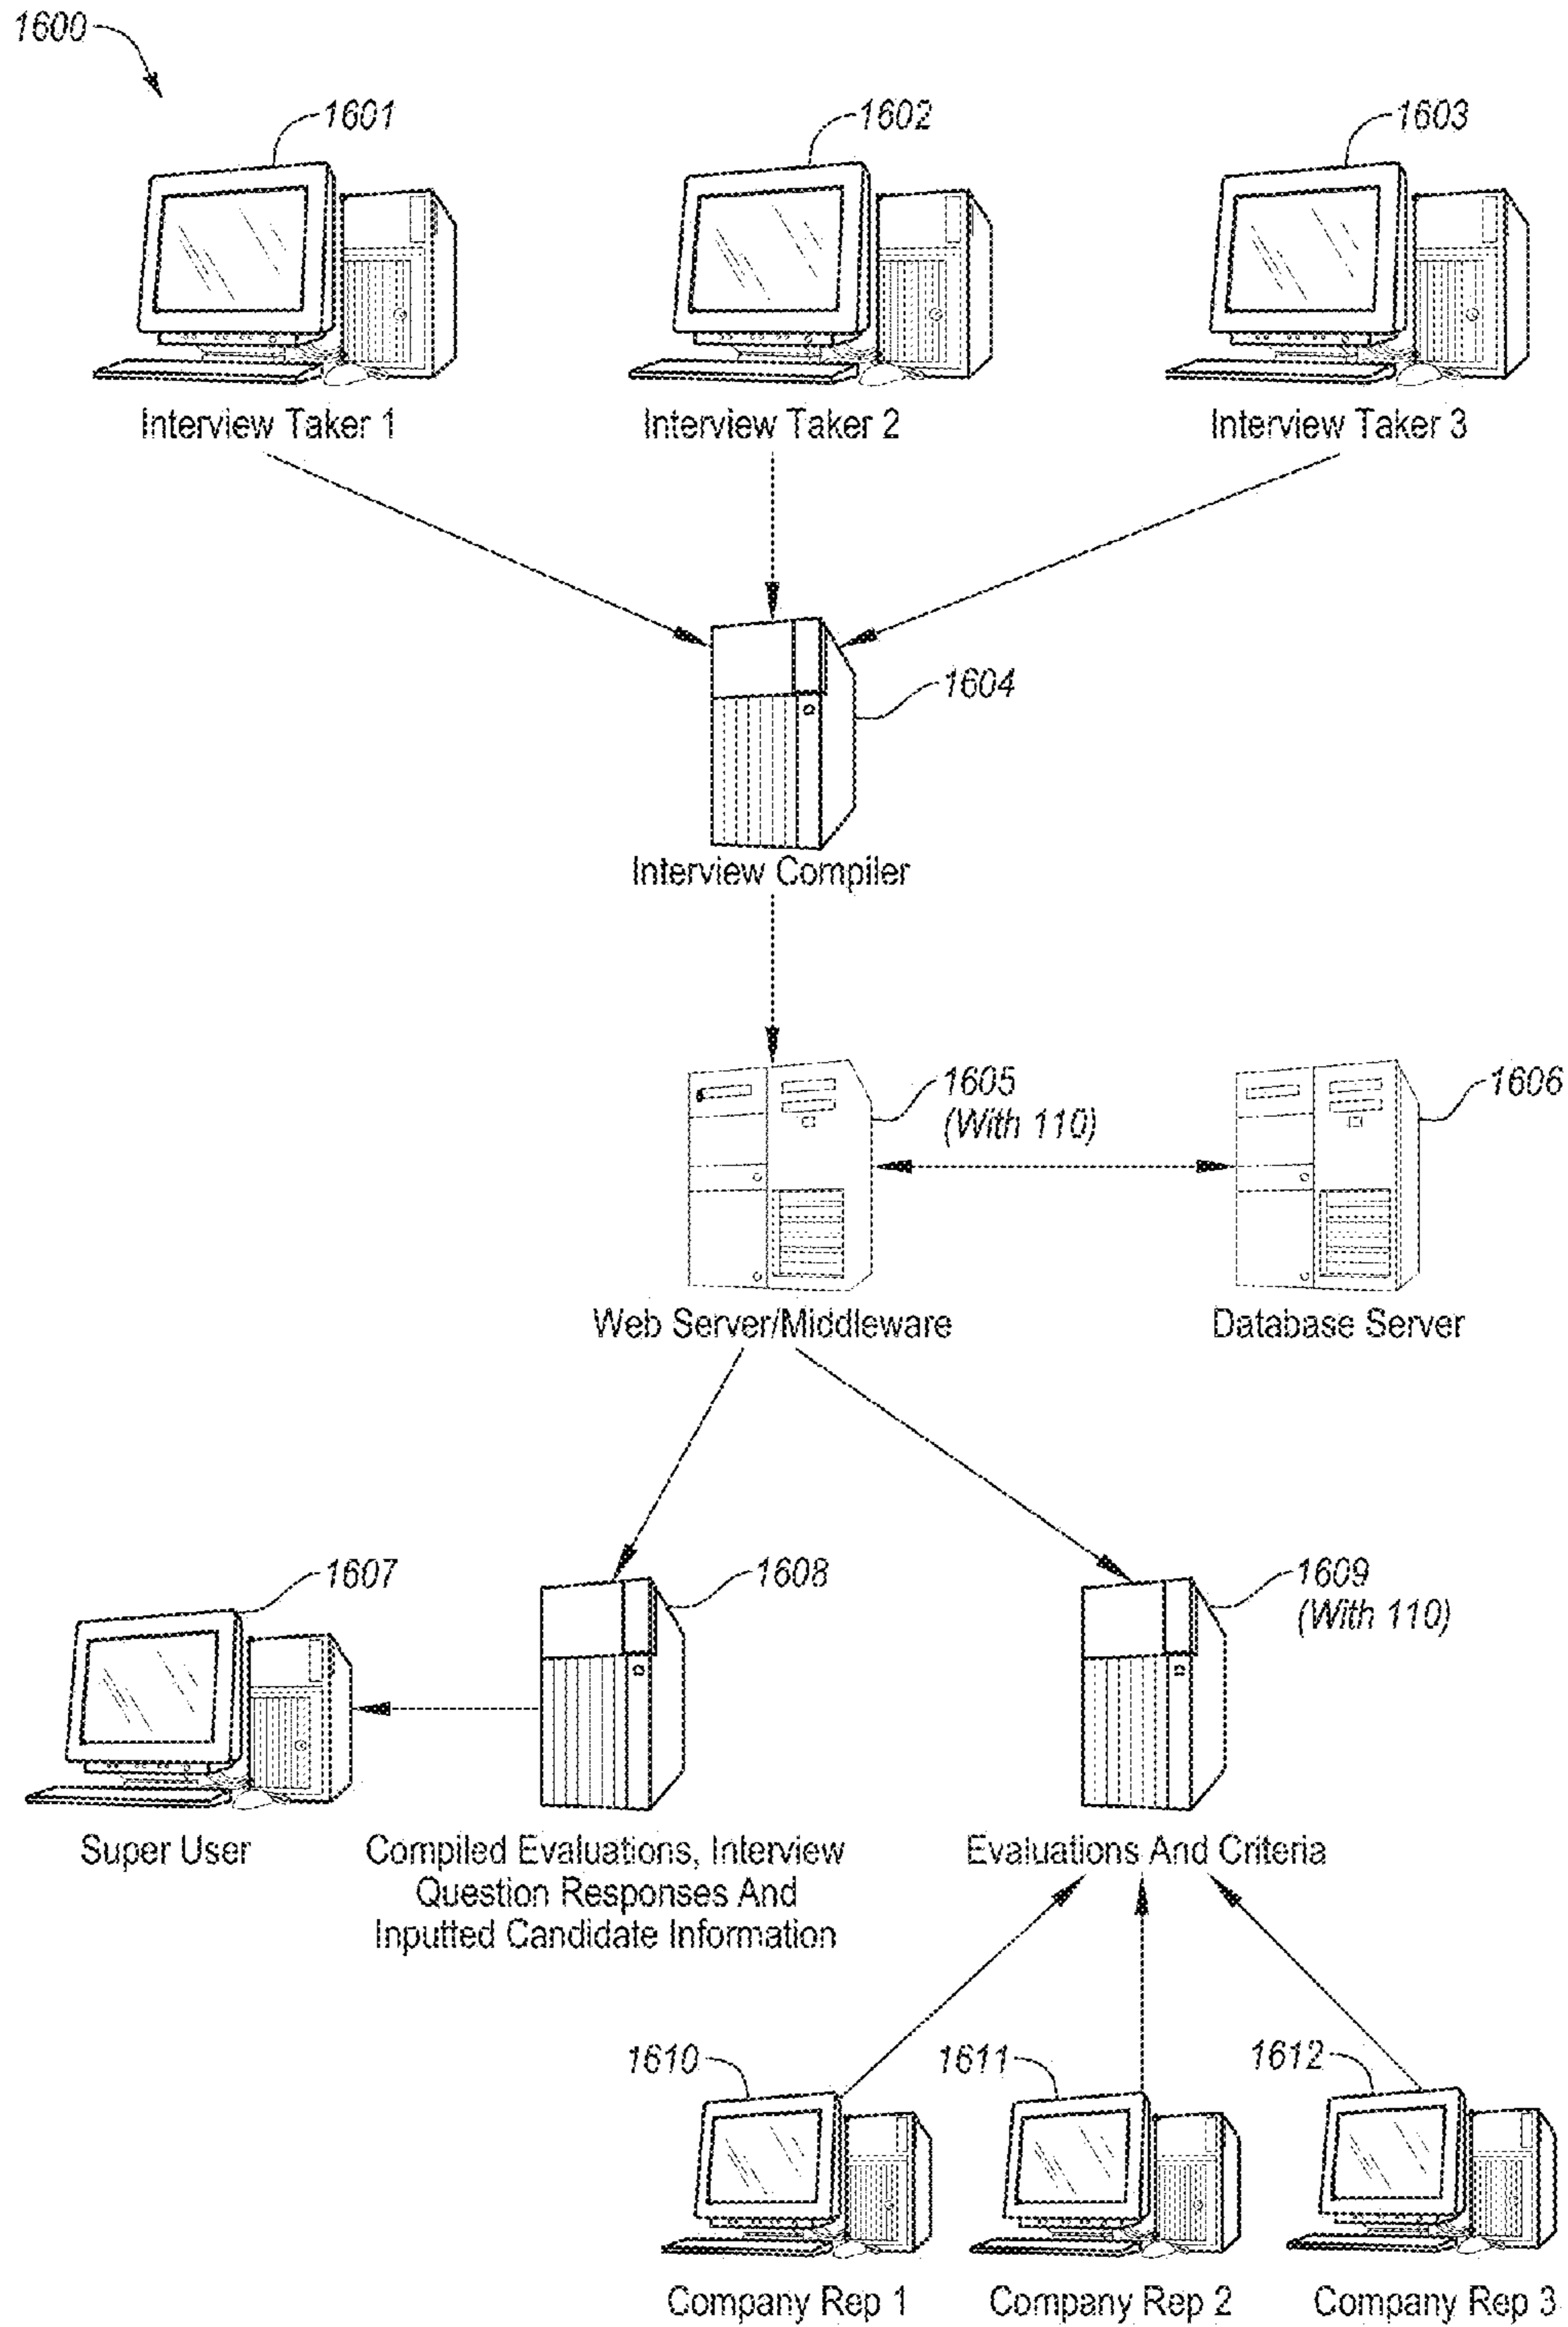 1600
1601
1602
1603
Interview Taker 1
Interview Taker 2
Interview Taker 3
1604
Interview Compiler
1605
(With 110)
1606
Web Server/Middleware
Database Server
1607
1608
1609
(With 110)
Super User
Compiled Evaluations, Interview
Question Responses And
Inputted Candidate Information
Evaluations And Criteria
1610
1611
1612
Company Rep 1
Company Rep 2
Company Rep 3